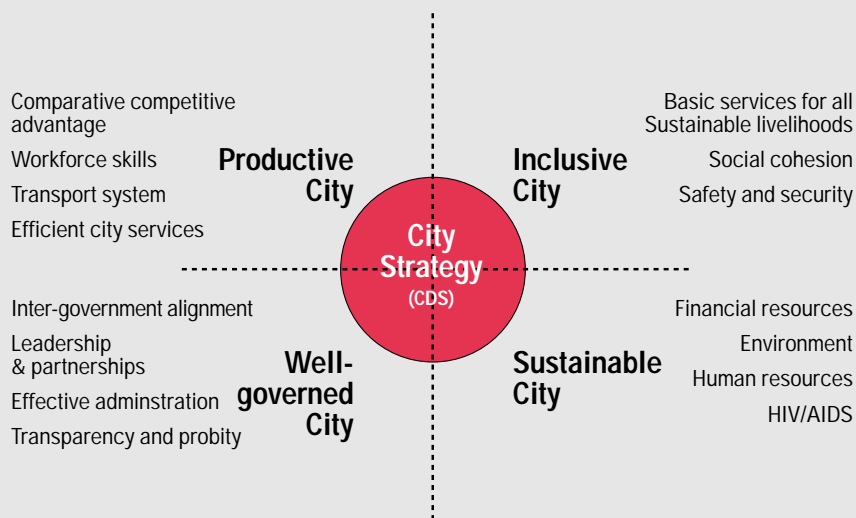 Comparative competitive
advantage
Workforce skills
Transport system
Efficient city services
Productive
City
Inclusive
City
Basic services for all
Sustainable livelihoods
Social cohesion
Safety and security
City
Strategy
(CDS)
Inter-government alignment
Leadership
& partnerships
Effective adminstration
Transparency and probity
Well-
governed
City
Sustainable
City
Financial resources
Environment
Human resources
HIV/AIDS